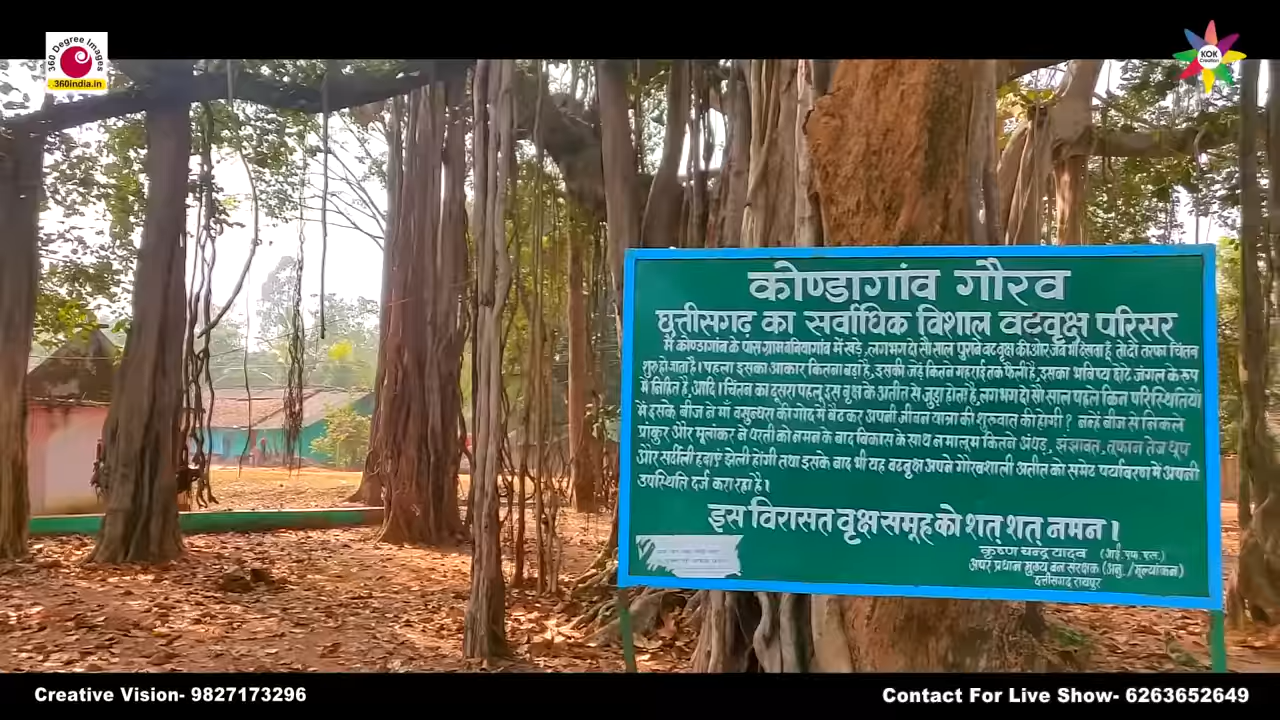 360 Degree Images
360india.in
KOK
Creation
कोण्डागांव गौरव
छत्तीसगढ़ का सर्वाधिक विशाल वटवृक्ष परिसर
मैं कोण्डागांव के पास ग्राम बनियागांव में खड़े, लगभग दो सौ साल पुराने वट वृक्ष की ओर जब भी देखता हूँ तो दो तरफा चिंतन
शुरु हो जाता है। पहला इसका आकार कितना बड़ा है, इसकी जड़ें कितने गहराई तक फैली है, इसका भविष्य छोटे जंगल के रूप
में निहित है, आदि। चिंतन का दूसरा पहलू इस वृक्ष के अतीत से जुड़ा होता है, लगभग दो सौ साल पहले किन परिस्थितियों
में इसके बीज ने माँ वसुन्धरा की गोद में बैठकर अपनी जीवन यात्रा की शुरुवात की होगी? नन्हें बीज से निकले
प्रांकुर और मूलांकर ने धरती को नमन के बाद विकास के साथ न मालूम कितने अंधड़, झंझावत, तूफान तेज धूप
और सर्दीली हवाएं झेली होंगी तथा इसके बाद भी यह वटवृक्ष अपने गौरवशाली अतीत को समेट पर्यावरण में अपनी
उपस्थिति दर्ज करा रहा है।
इस विरासत वृक्ष समूह को शत् शत् नमन।
कृष्ण चन्द्र यादव (आई.एफ.एस.)
अपर प्रधान मुख्य वन संरक्षक (अनु./मूल्यांकन)
छत्तीसगढ़ रायपुर
Creative Vision- 9827173296
Contact For Live Show- 6263652649